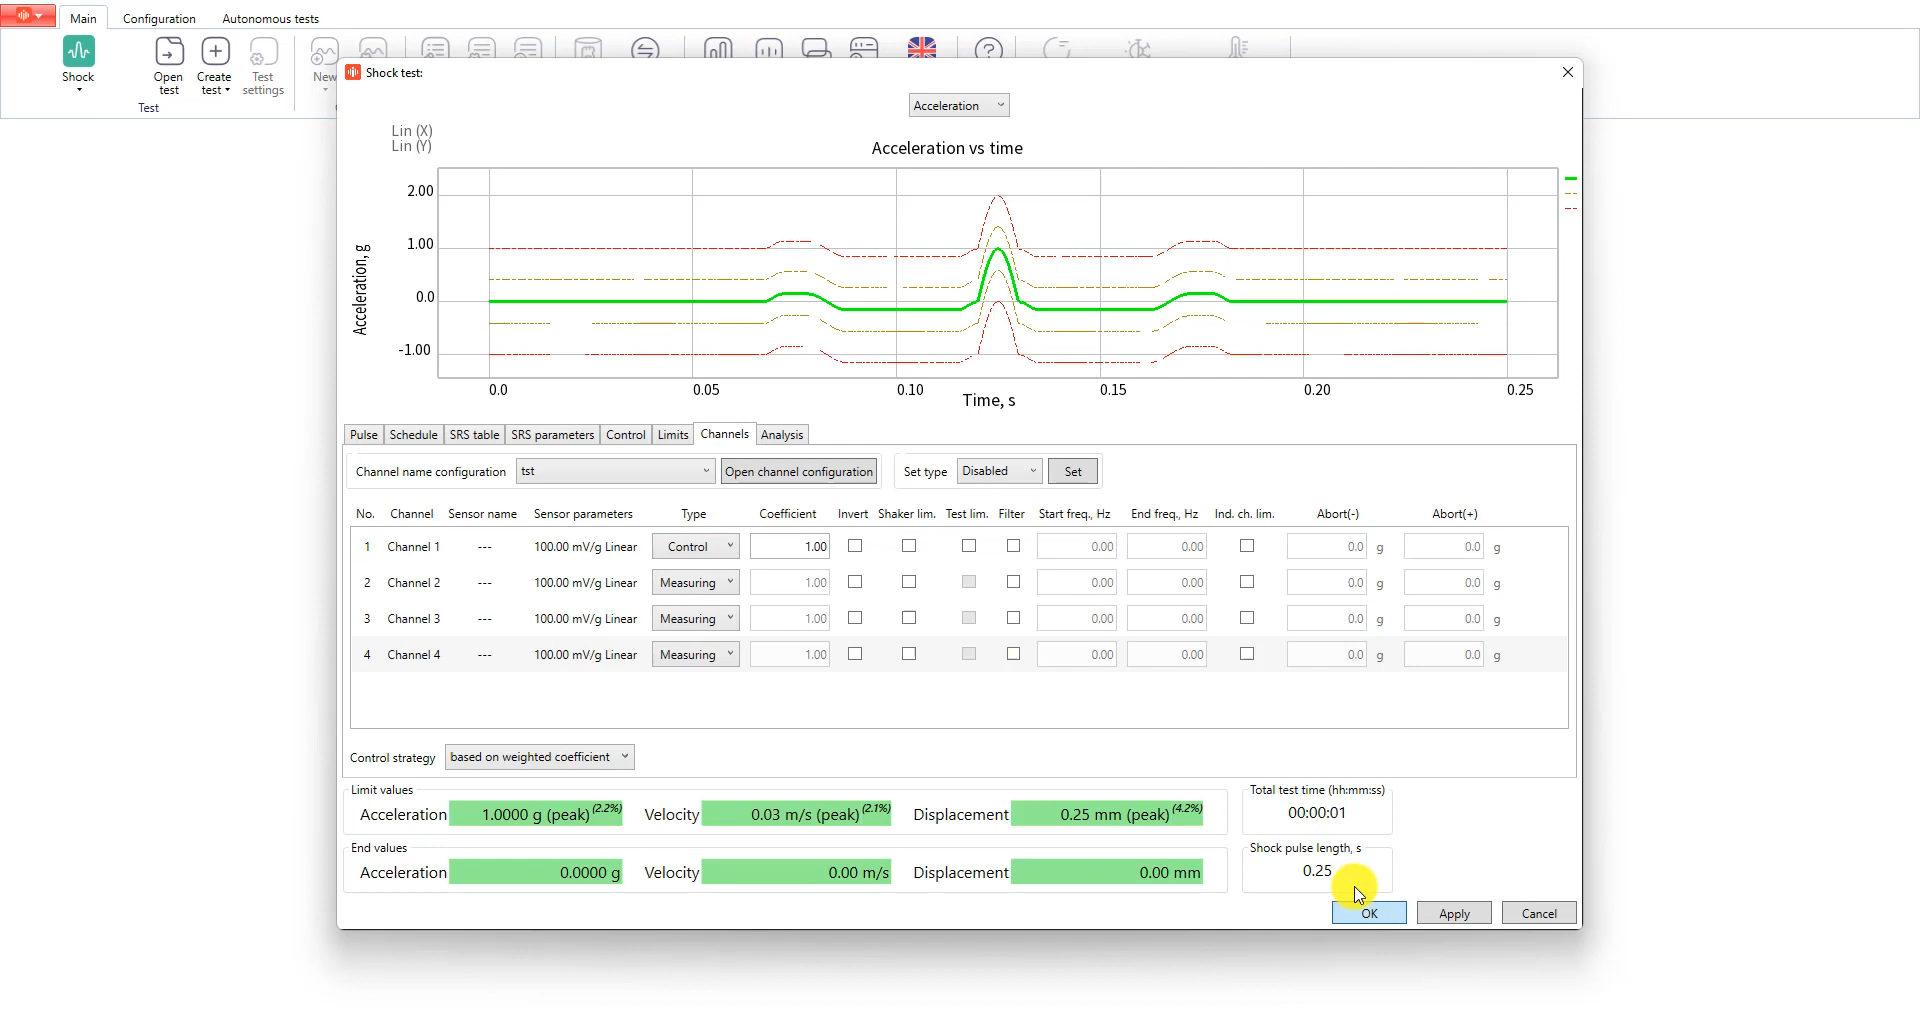 Main Configuration Autonomous tests
Shock
Open test
Create test
Test settings
New
Test
Shock test:
Acceleration
Lin (X)
Lin (Y)
Acceleration vs time
2.00
1.00
0.0
-1.00
Acceleration, g
0.0 0.05 0.10 0.15 0.20 0.25
Time, s
Pulse Schedule SRS table SRS parameters Control Limits Channels Analysis
Channel name configuration tst Open channel configuration Set type Disabled Set
No. Channel Sensor name Sensor parameters Type Coefficient Invert Shaker lim. Test lim. Filter Start freq., Hz End freq., Hz Ind. ch. lim. Abort(-) Abort(+)
1 Channel 1 --- 100.00 mV/g Linear Control 1.00 0.00 0.00 0.0 g 0.0 g
2 Channel 2 --- 100.00 mV/g Linear Measuring 1.00 0.00 0.00 0.0 g 0.0 g
3 Channel 3 --- 100.00 mV/g Linear Measuring 1.00 0.00 0.00 0.0 g 0.0 g
4 Channel 4 --- 100.00 mV/g Linear Measuring 1.00 0.00 0.00 0.0 g 0.0 g
Control strategy based on weighted coefficient
Limit values
Acceleration 1.0000 g (peak) (2.2%) Velocity 0.03 m/s (peak) (2.1%) Displacement 0.25 mm (peak) (4.2%)
Total test time (hh:mm:ss)
00:00:01
End values
Acceleration 0.0000 g Velocity 0.00 m/s Displacement 0.00 mm
Shock pulse length, s
0.25
OK Apply Cancel